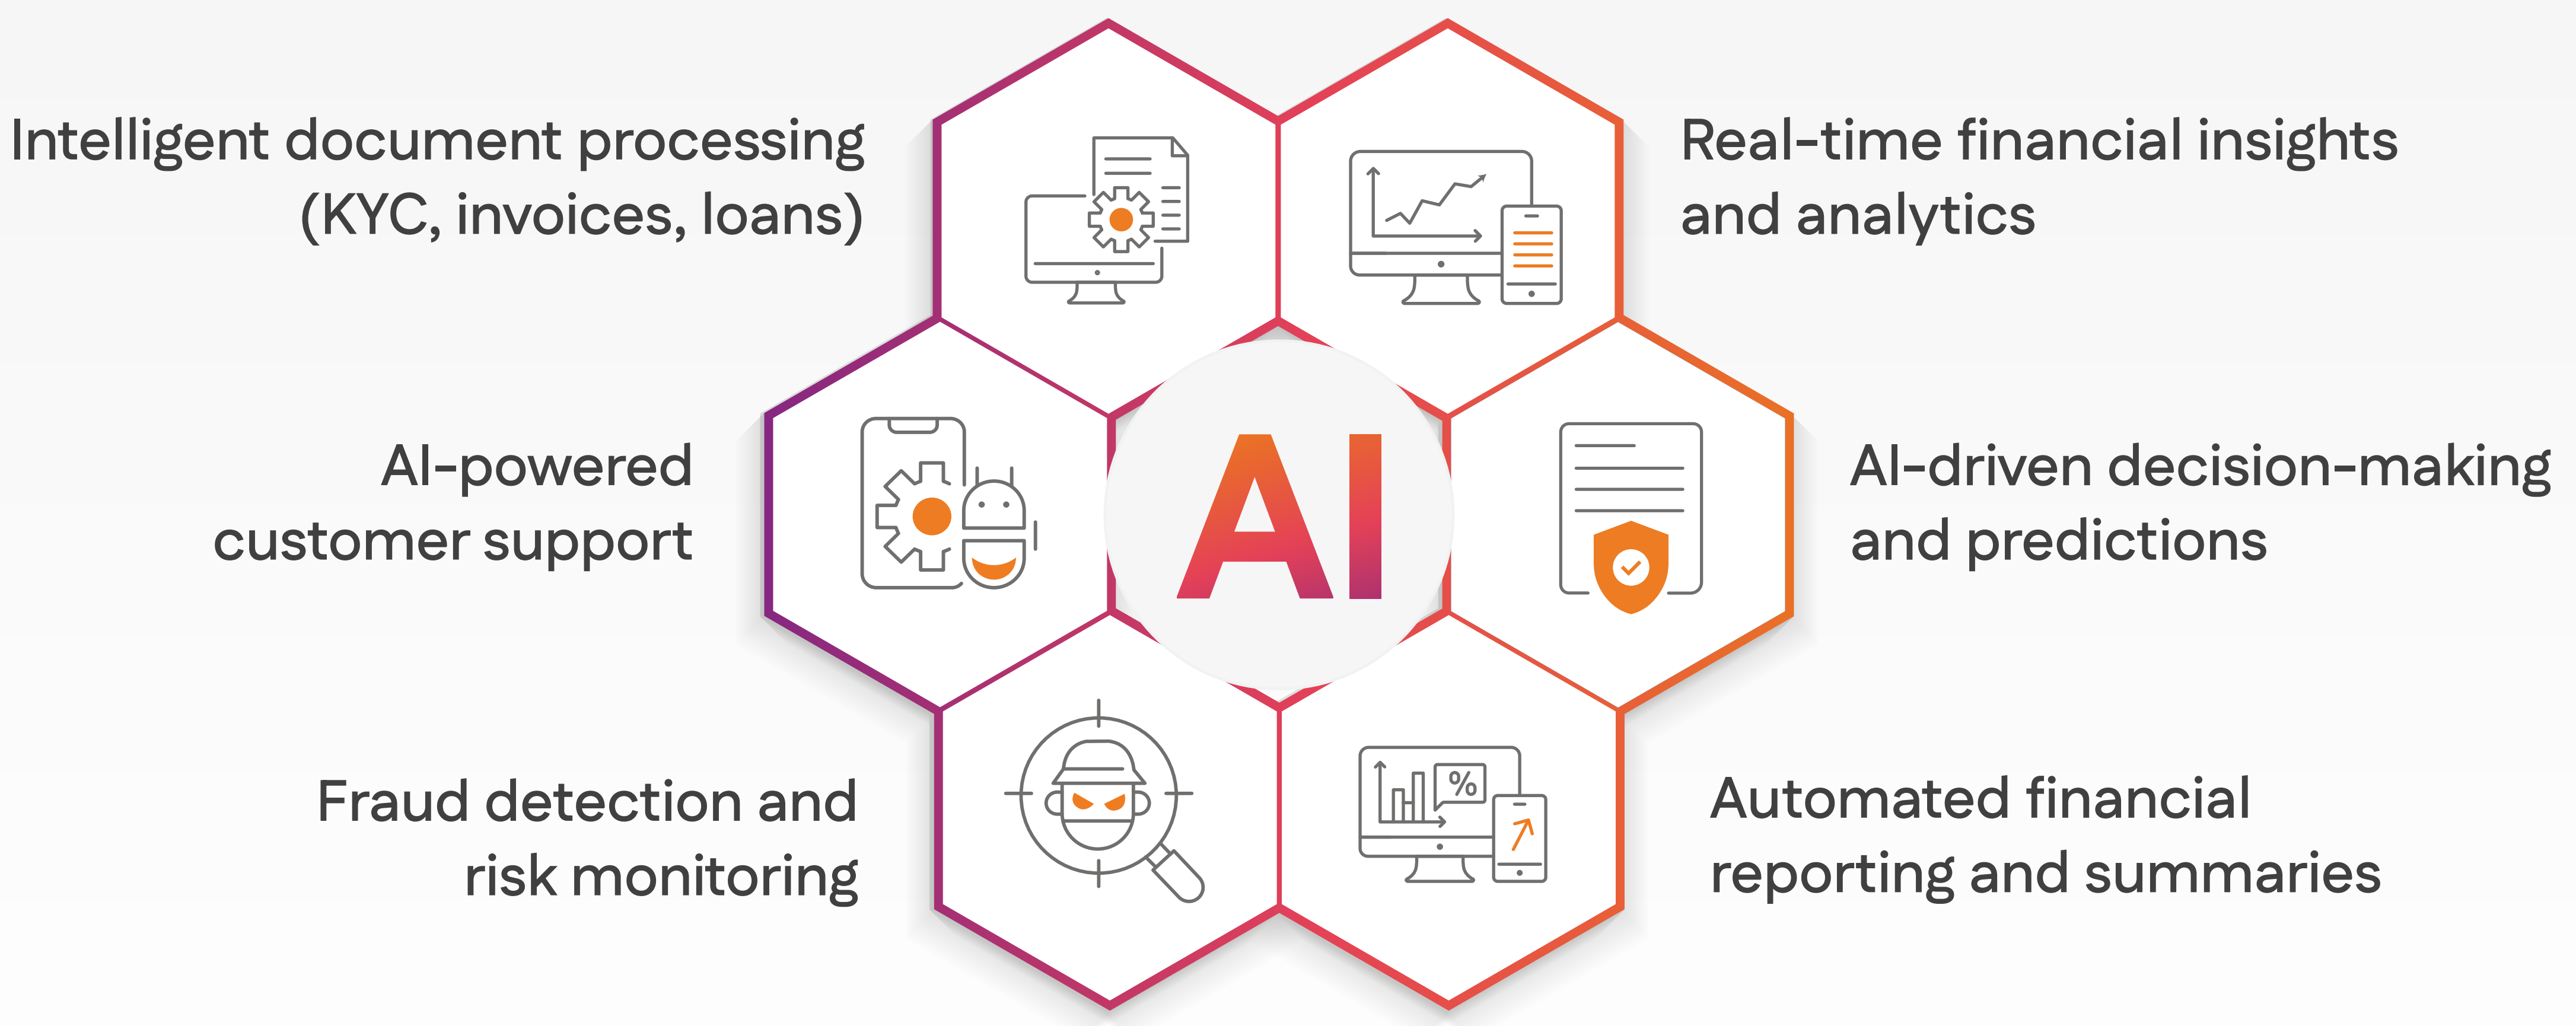 Intelligent document processing
(KYC, invoices, loans)
Real-time financial insights
and analytics
AI-powered
customer support
AI
AI-driven decision-making
and predictions
Fraud detection and
risk monitoring
%
Automated financial
reporting and summaries